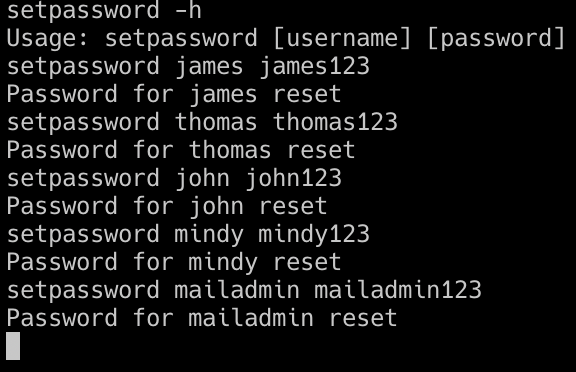 setpassword -h
Usage: setpassword [username] [password]
setpassword james james123
Password for james reset
setpassword thomas thomas123
Password for thomas reset
setpassword john john123
Password for john reset
setpassword mindy mindy123
Password for mindy reset
setpassword mailadmin mailadmin123
Password for mailadmin reset